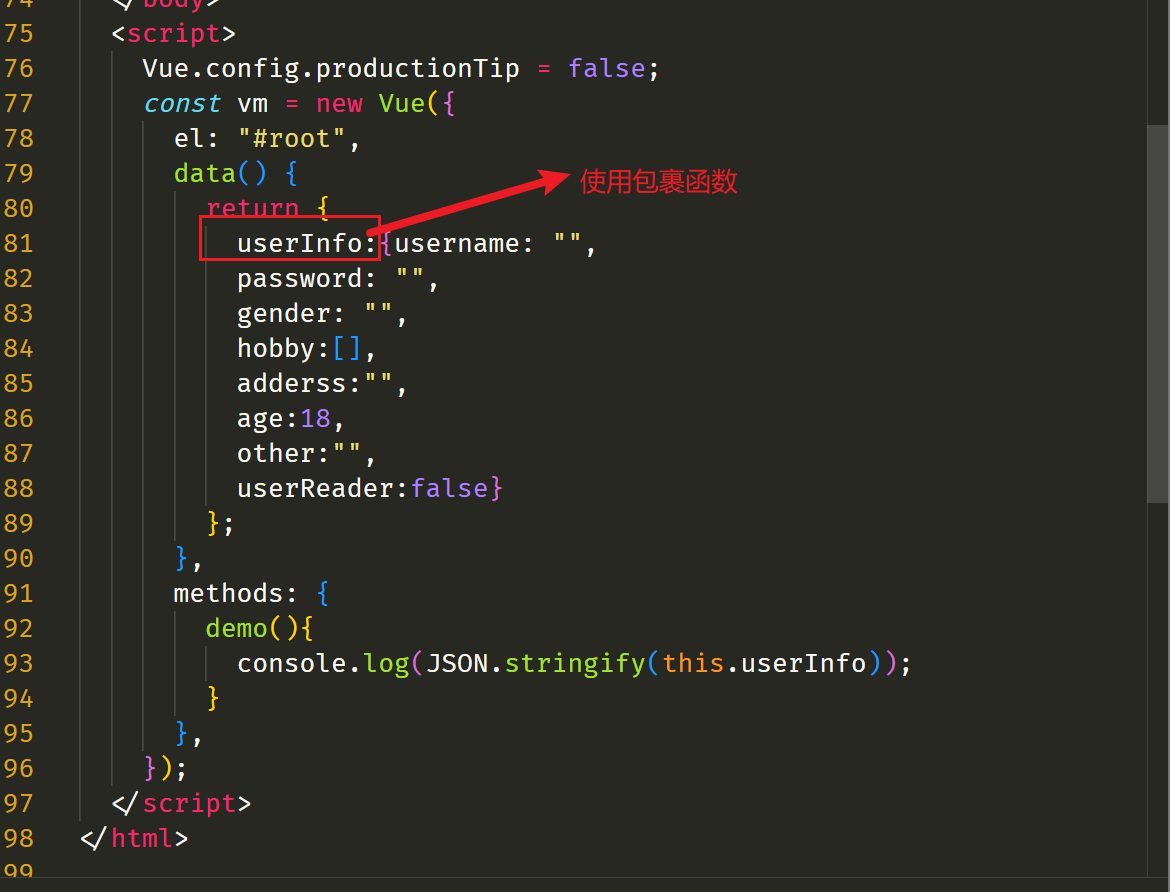 74 </body>
75 <script>
76 Vue.config.productionTip = false;
77 const vm = new Vue({
78 el: "#root",
79 data() {
使用包裹函数
80 return {
81 userInfo:{username: "",
82 password: "",
83 gender: "",
84 hobby:[],
85 adderss:"",
86 age:18,
87 other:"",
88 userReader:false}
89 };
90 },
91 methods: {
92 demo(){
93 console.log(JSON.stringify(this.userInfo));
94 }
95 },
96 });
97 </script>
98 </html>
99